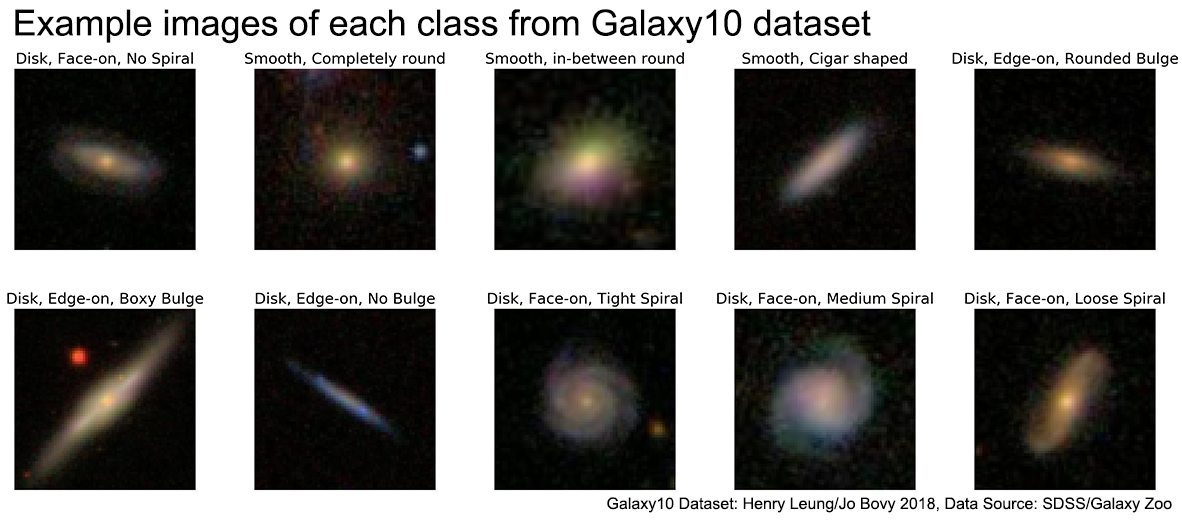 Example images of each class from Galaxy10 dataset
Disk, Face-on, No Spiral
Smooth, Completely round
Smooth, in-between round
Smooth, Cigar shaped
Disk, Edge-on, Rounded Bulge
Disk, Edge-on, Boxy Bulge
Disk, Edge-on, No Bulge
Disk, Face-on, Tight Spiral
Disk, Face-on, Medium Spiral
Disk, Face-on, Loose Spiral
Galaxy10 Dataset: Henry Leung/Jo Bovy 2018, Data Source: SDSS/Galaxy Zoo